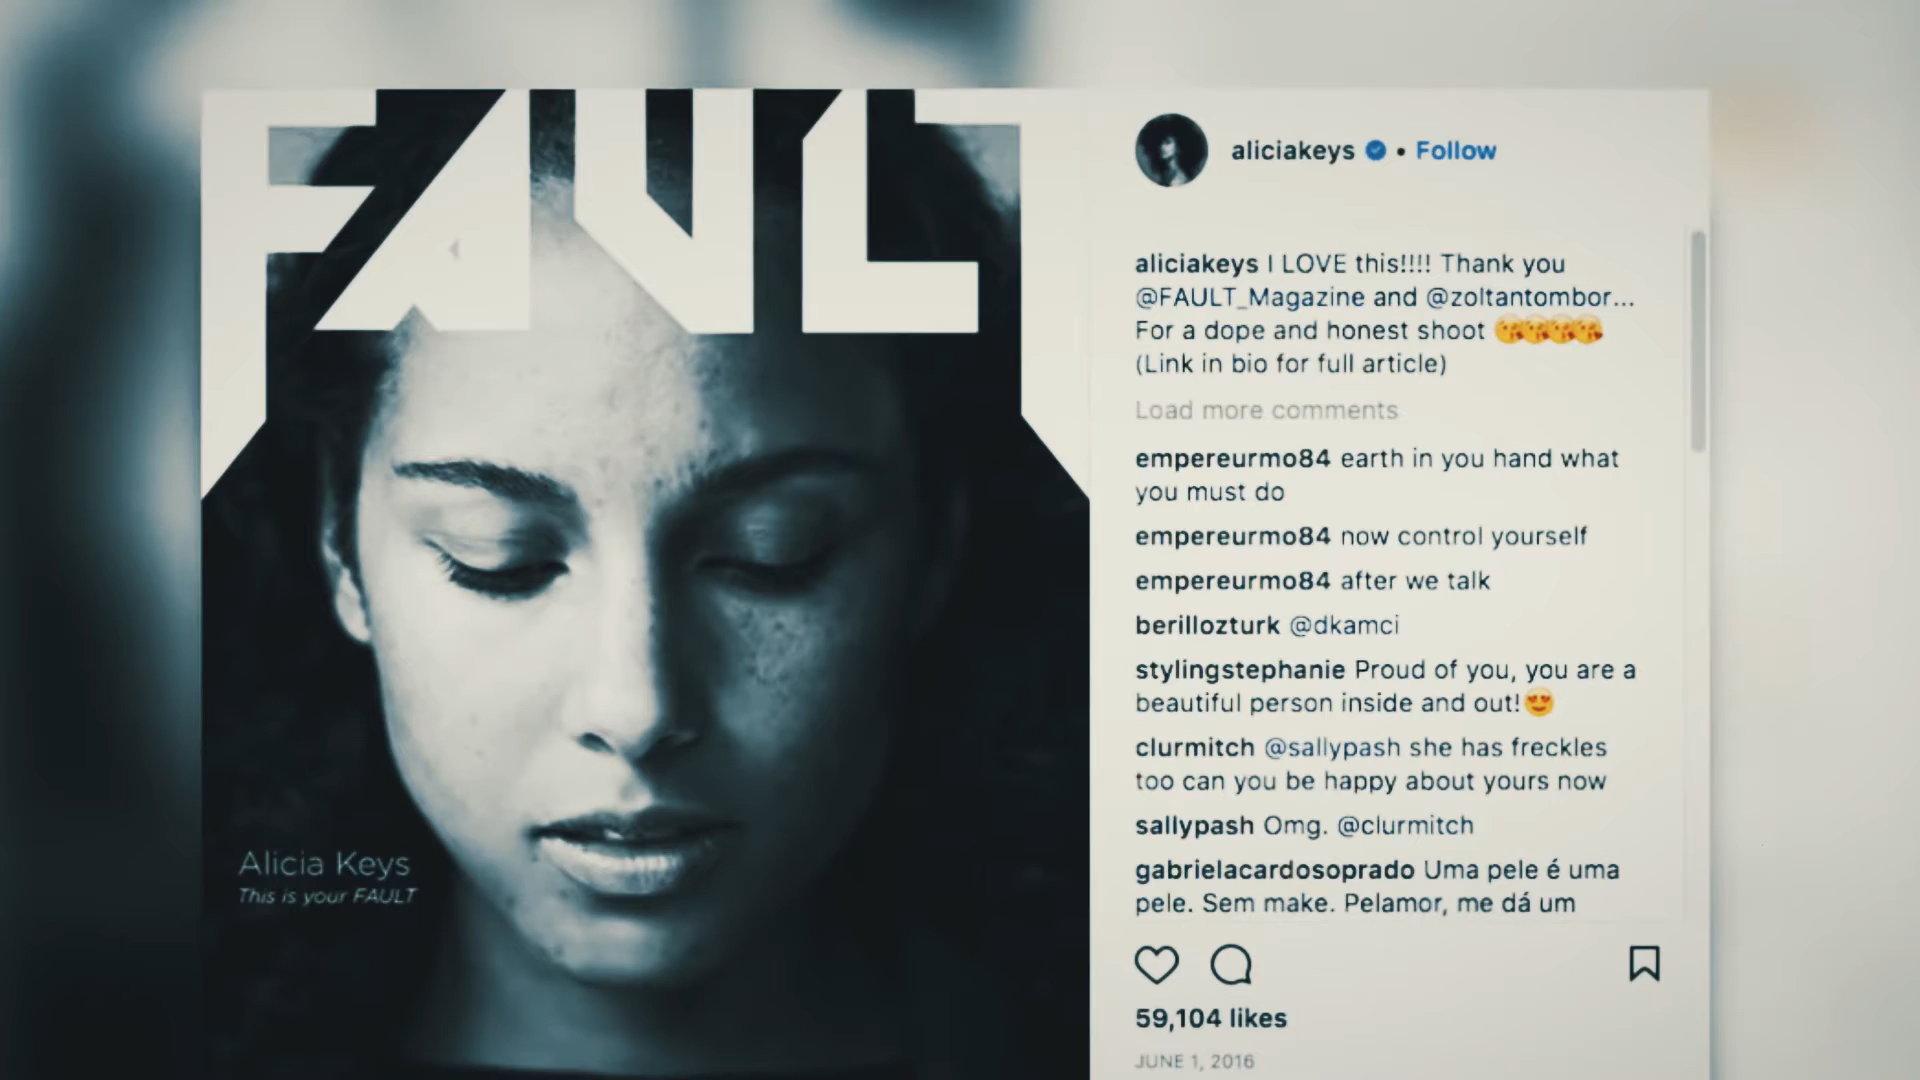 FAULT
Alicia Keys
This is your FAULT
aliciakeys • Follow
aliciakeys I LOVE this!!!! Thank you
@FAULT_Magazine and @zoltantombor...
For a dope and honest shoot 😘😘😘😘
(Link in bio for full article)
Load more comments
empereurmo84 earth in you hand what
you must do
empereurmo84 now control yourself
empereurmo84 after we talk
berillozturk @dkamci
stylingstephanie Proud of you, you are a
beautiful person inside and out!😍
clurmitch @sallypash she has freckles
too can you be happy about yours now
sallypash Omg. @clurmitch
gabrielacardosoprado Uma pele é uma
pele. Sem make. Pelamor, me dá um
59,104 likes
JUNE 1, 2016